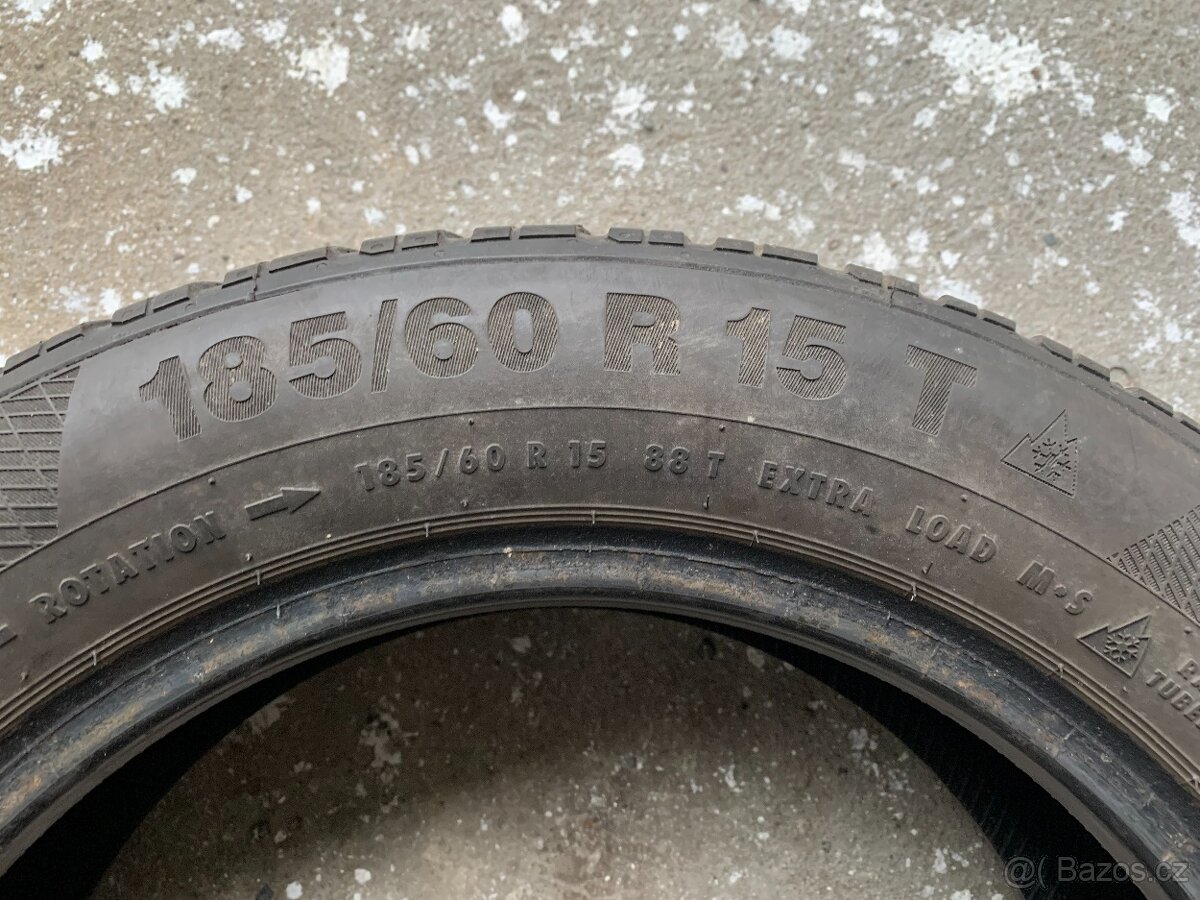 185/60 R 15 T
ROTATION 185/60 R 15 88 T EXTRA LOAD M•S
@( Bazos.cz